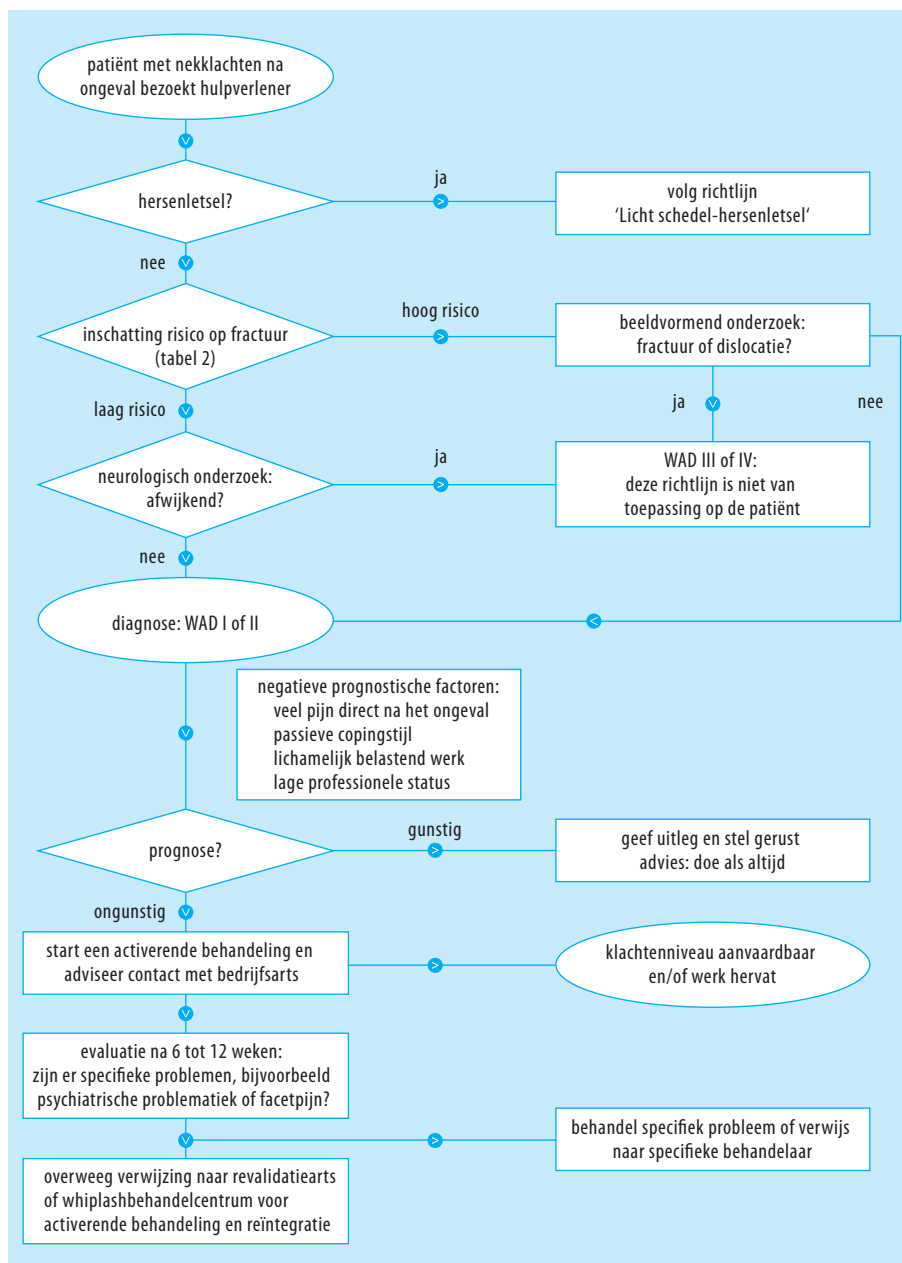 patiënt met nekklachten na
ongeval bezoekt hulpverlener
hersenletsel?
ja
volg richtlijn
‘Licht schedel-hersenletsel‘
nee
inschatting risico op fractuur
(tabel 2)
hoog risico
beeldvormend onderzoek:
fractuur of dislocatie?
laag risico
ja
nee
neurologisch onderzoek:
afwijkend?
ja
WAD III of IV:
deze richtlijn is niet van
toepassing op de patiënt
nee
diagnose: WAD I of II
negatieve prognostische factoren:
veel pijn direct na het ongeval
passieve copingstijl
lichamelijk belastend werk
lage professionele status
prognose?
gunstig
geef uitleg en stel gerust
advies: doe als altijd
ongunstig
start een activerende behandeling en
adviseer contact met bedrijfsarts
klachtenniveau aanvaardbaar
en/of werk hervat
evaluatie na 6 tot 12 weken:
zijn er specifieke problemen, bijvoorbeeld
psychiatrische problematiek of facetpijn?
behandel specifiek probleem of verwijs
naar specifieke behandelaar
overweeg verwijzing naar revalidatiearts
of whiplashbehandelcentrum voor
activerende behandeling en reïntegratie